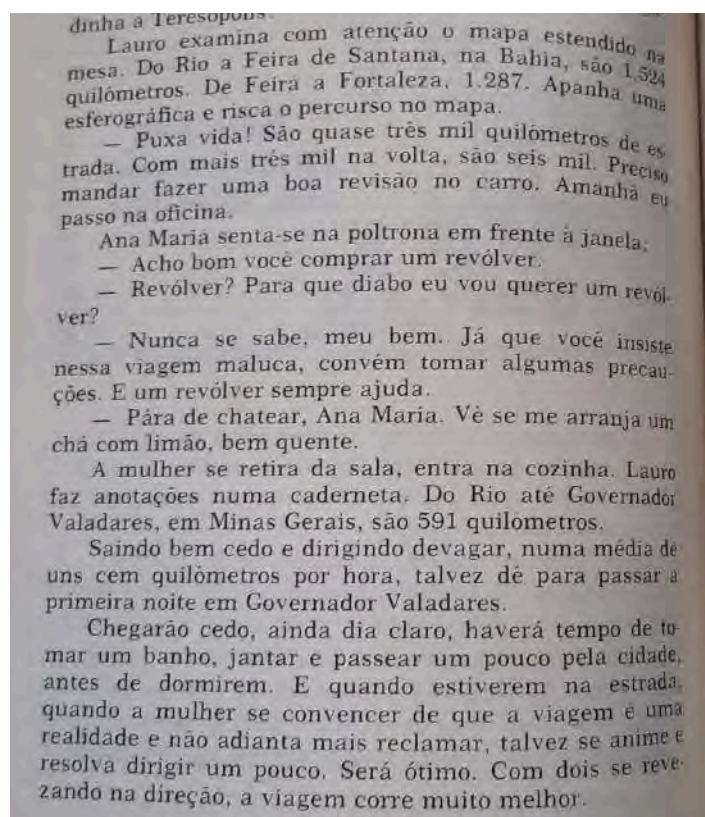 dinha a Teresópolis.
Lauro examina com atenção o mapa estendido na
mesa. Do Rio a Feira de Santana, na Bahia, são 1.524
quilômetros. De Feira a Fortaleza, 1.287. Apanha uma
esferográfica e risca o percurso no mapa.
— Puxa vida! São quase três mil quilômetros de es-
trada. Com mais três mil na volta, são seis mil. Preciso
mandar fazer uma boa revisão no carro. Amanhã eu
passo na oficina.
Ana Maria senta-se na poltrona em frente à janela:
— Acho bom você comprar um revólver.
— Revólver? Para que diabo eu vou querer um revól-
ver?
— Nunca se sabe, meu bem. Já que você insiste
nessa viagem maluca, convém tomar algumas precau-
ções. E um revólver sempre ajuda.
— Pára de chatear, Ana Maria. Vê se me arranja um
chá com limão, bem quente.
A mulher se retira da sala, entra na cozinha. Lauro
faz anotações numa caderneta. Do Rio até Governador
Valadares, em Minas Gerais, são 591 quilômetros.
Saindo bem cedo e dirigindo devagar, numa média de
uns cem quilômetros por hora, talvez dê para passar a
primeira noite em Governador Valadares.
Chegarão cedo, ainda dia claro, haverá tempo de to-
mar um banho, jantar e passear um pouco pela cidade,
antes de dormirem. E quando estiverem na estrada,
quando a mulher se convencer de que a viagem é uma
realidade e não adianta mais reclamar, talvez se anime e
resolva dirigir um pouco. Será ótimo. Com dois se reve-
zando na direção, a viagem corre muito melhor.